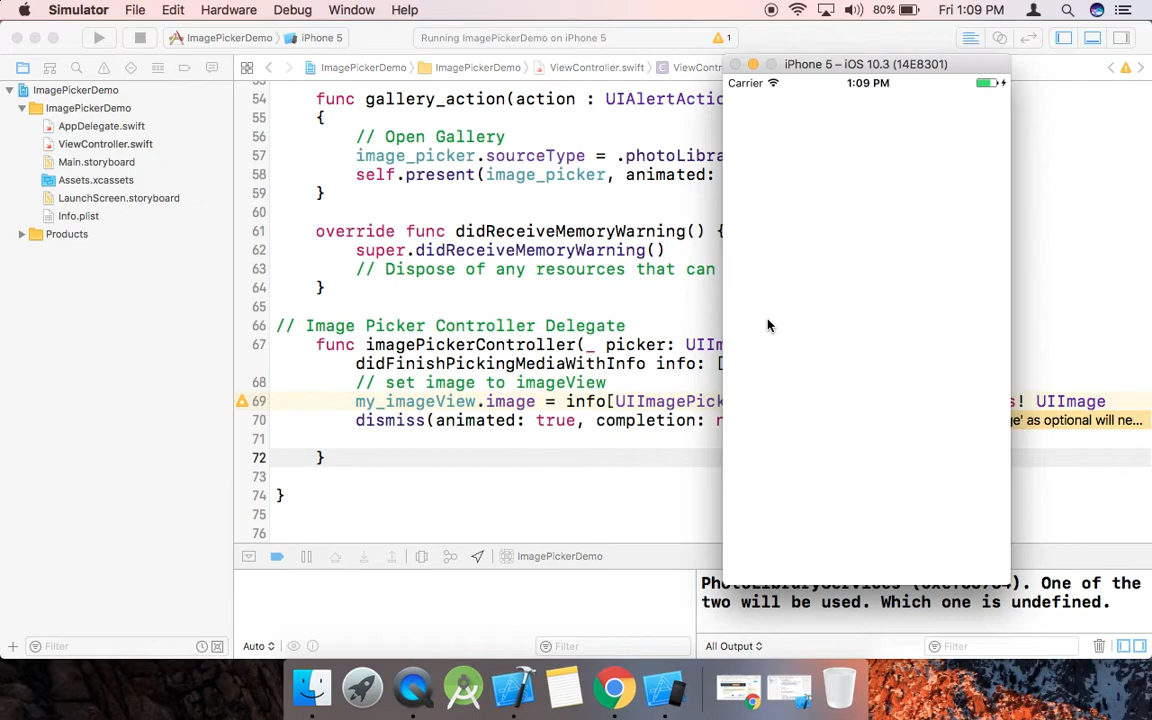 Simulator File Edit Hardware Debug Window Help 80% Fri 1:09 PM
ImagePickerDemo iPhone 5 Running ImagePickerDemo on iPhone 5 1
ImagePickerDemo ImagePickerDemo ViewController.swift ViewContr
iPhone 5 – iOS 10.3 (14E8301)
Carrier 1:09 PM
ImagePickerDemo
ImagePickerDemo
AppDelegate.swift
ViewController.swift
Main.storyboard
Assets.xcassets
LaunchScreen.storyboard
Info.plist
Products
54 func gallery_action(action : UIAlertActi
55 {
56 // Open Gallery
57 image_picker.sourceType = .photoLibra
58 self.present(image_picker, animated:
59 }
60
61 override func didReceiveMemoryWarning() {
62 super.didReceiveMemoryWarning()
63 // Dispose of any resources that can
64 }
65
66 // Image Picker Controller Delegate
67 func imagePickerController(_ picker: UIIm
didFinishPickingMediaWithInfo info: [
68 // set image to imageView
69 my_imageView.image = info[UIImagePick s! UIImage
70 dismiss(animated: true, completion: n ge' as optional will ne...
71
72 }
73
74 }
75
76
ImagePickerDemo
two will be used. Which one is undefined.
Filter Auto Filter All Output Filter